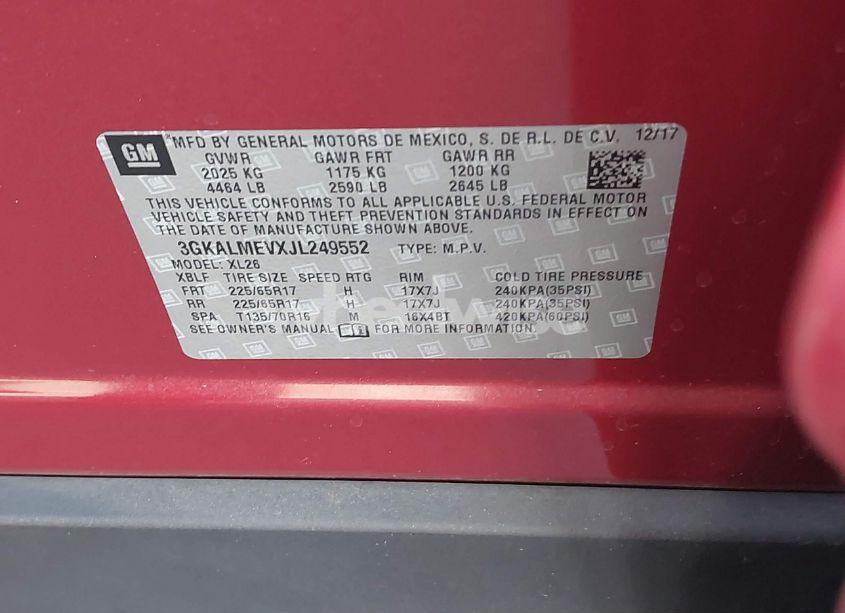 GM
MFD BY GENERAL MOTORS DE MEXICO, S. DE R.L. DE C.V. 12/17
GVWR GAWR FRT GAWR RR
2025 KG 1175 KG 1200 KG
4464 LB 2590 LB 2645 LB
THIS VEHICLE CONFORMS TO ALL APPLICABLE U.S. FEDERAL MOTOR
VEHICLE SAFETY AND THEFT PREVENTION STANDARDS IN EFFECT ON
THE DATE OF MANUFACTURE SHOWN ABOVE.
3GKALMEVXJL249552 TYPE: M.P.V.
MODEL: XL26
XBLF TIRE SIZE SPEED RTG RIM COLD TIRE PRESSURE
FRT 225/65R17 H 17X7J 240KPA(35PSI)
RR 225/65R17 H 17X7J 240KPA(35PSI)
SPA T135/70R16 M 16X4BT 420KPA(60PSI)
SEE OWNER'S MANUAL FOR MORE INFORMATION.